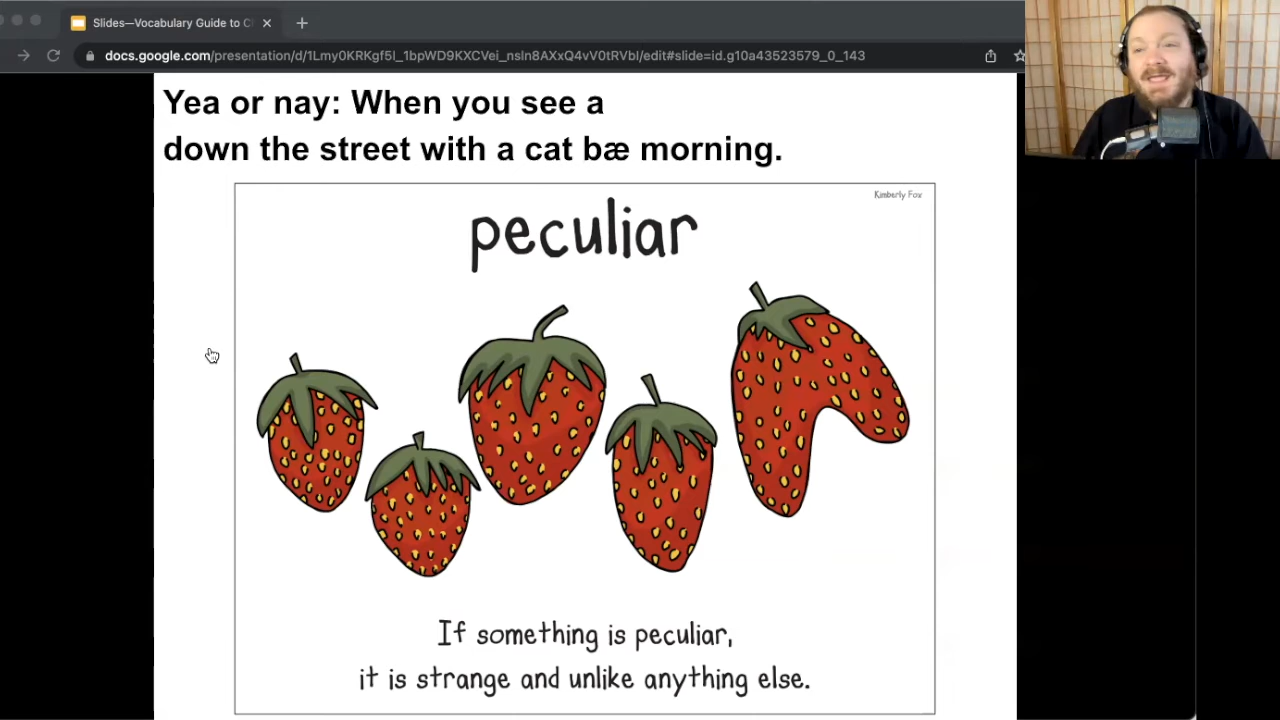 Slides—Vocabulary Guide to C
docs.google.com/presentation/d/1Lmy0KRKgf5l_1bpWD9KXCVei_nsln8AXxQ4vV0tRVbI/edit#slide=id.g10a43523579_0_143
Yea or nay: When you see a
down the street with a cat bæ morning.
Kimberly Fox
peculiar
If something is peculiar,
it is strange and unlike anything else.